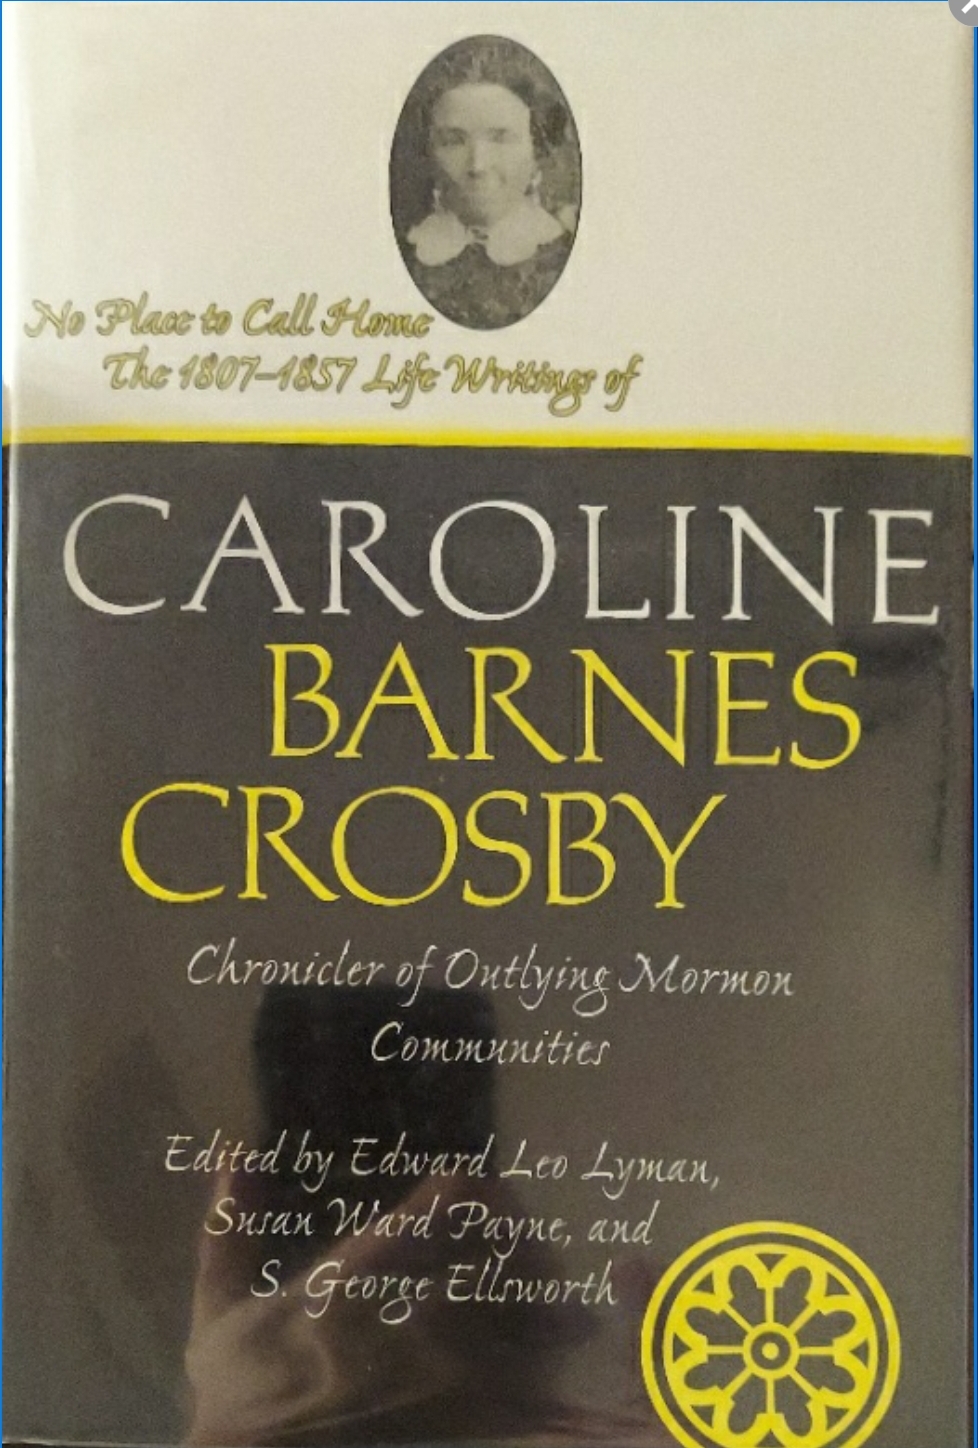 No Place to Call Home
The 1807–1857 Life Writings of
CAROLINE
BARNES
CROSBY
Chronicler of Outlying Mormon
Communities
Edited by Edward Leo Lyman,
Susan Ward Payne, and
S. George Ellsworth